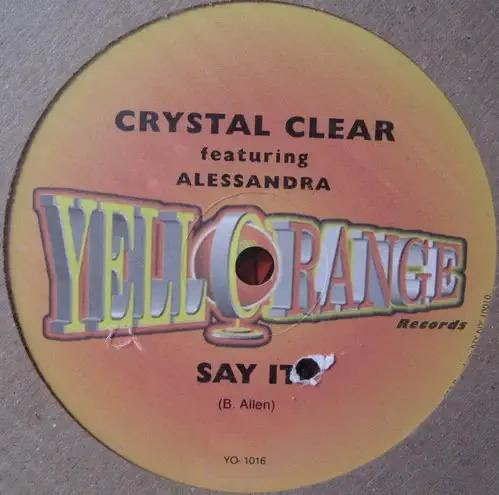 CRYSTAL CLEAR
featuring
ALESSANDRA
YELLORANGE
Records
SAY IT
(B. Allen)
YO-1016